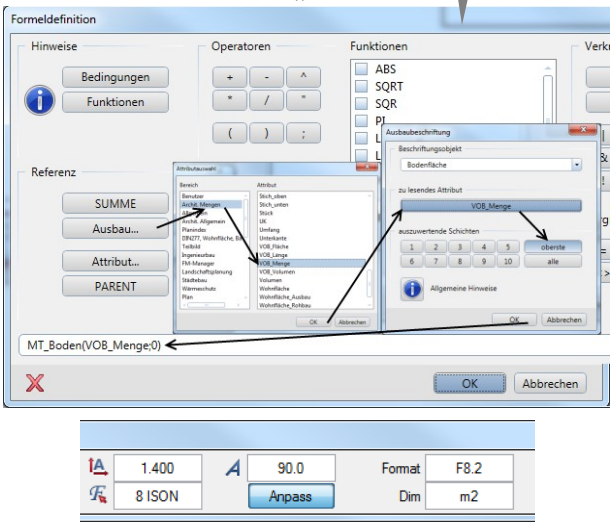 Formeldefinition
Hinweise
Bedingungen
Funktionen
Operatoren
+ - ^
* / "
( ) ;
Funktionen
ABS
SQRT
SQR
PI
Referenz
SUMME
Ausbau...
Attribut...
PARENT
Attributauswahl
Bereich
Benutzer
Archit. Mengen
Allgemein
Archit. Allgemein
Planindex
DIN277, Wohnfläche, Ba
Teilbild
Ingenieurbau
FM-Manager
Landschaftsplanung
Städtebau
Wärmeschutz
Plan
Attribut
Stich_oben
Stich_unten
Stück
UK
Umfang
Unterkante
VOB_Fläche
VOB_Länge
VOB_Menge
VOB_Volumen
Volumen
Wohnfläche
Wohnfläche_Ausbau
Wohnfläche_Rohbau
OK Abbrechen
Ausbaubeschriftung
Beschriftungsobjekt
Bodenfläche
zu lesendes Attribut
VOB_Menge
auszuwertende Schichten
1 2 3 4 5 oberste
6 7 8 9 10 alle
Allgemeine Hinweise
OK Abbrechen
MT_Boden(VOB_Menge;0)
OK Abbrechen
1.400 90.0 Format F8.2
8 ISON Anpass Dim m2